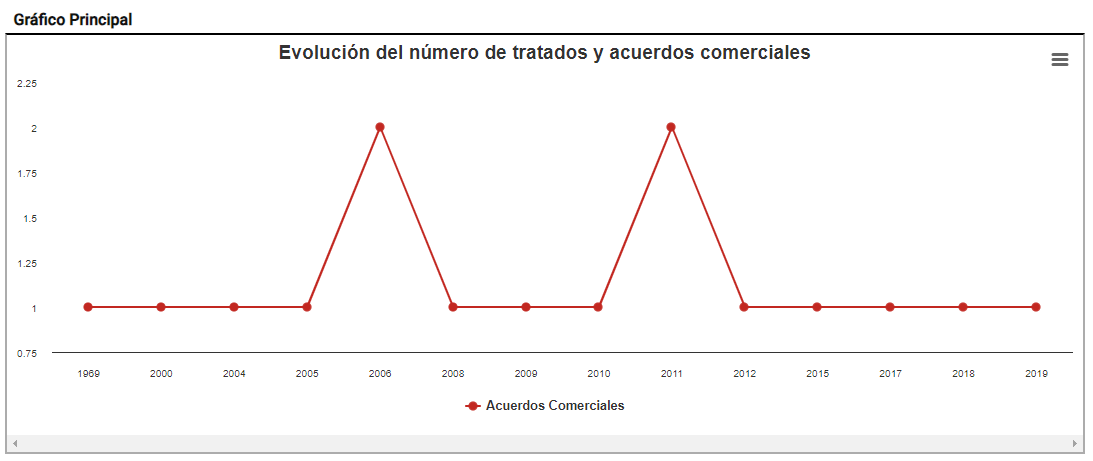 Gráfico Principal
Evolución del número de tratados y acuerdos comerciales
2.25
2
1.75
1.5
1.25
1
0.75
1969 2000 2004 2005 2006 2008 2009 2010 2011 2012 2015 2017 2018 2019
Acuerdos Comerciales